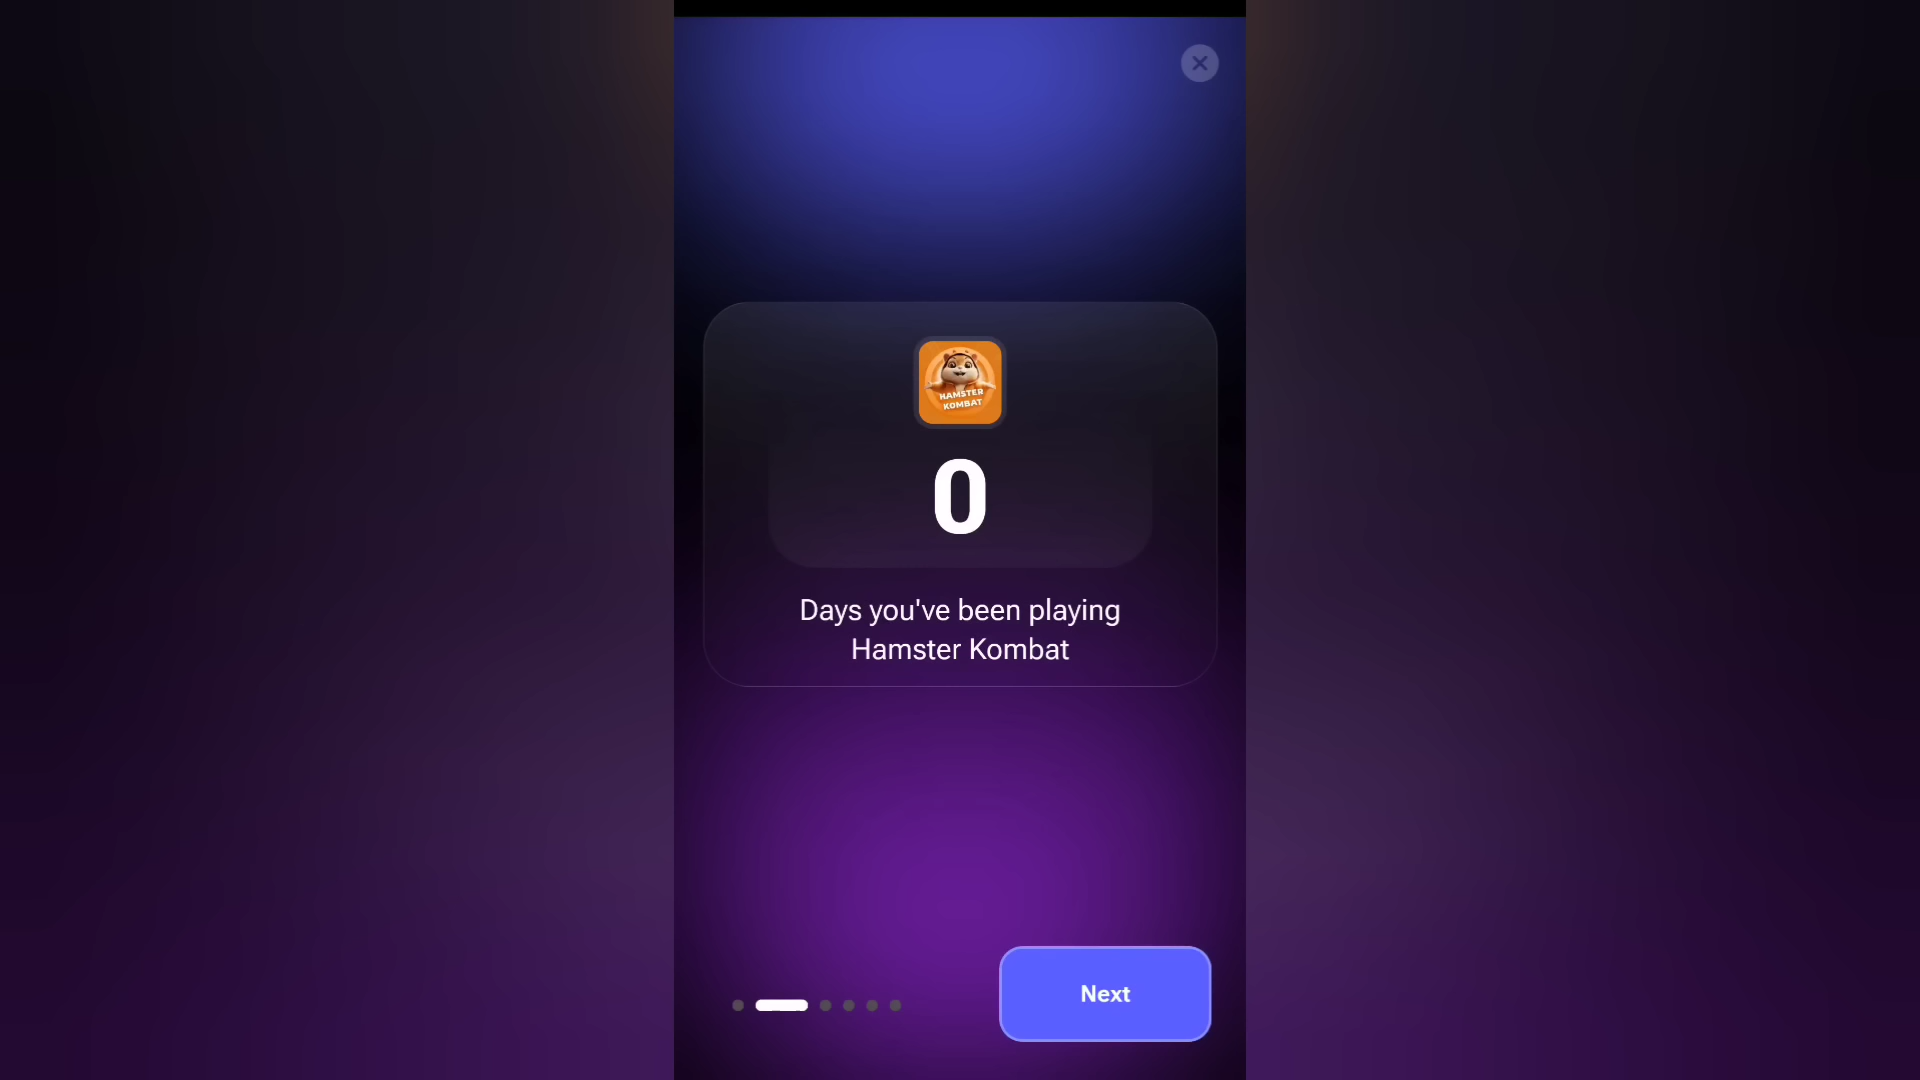 HAMSTER
KOMBAT
0
Days you've been playing
Hamster Kombat
Next